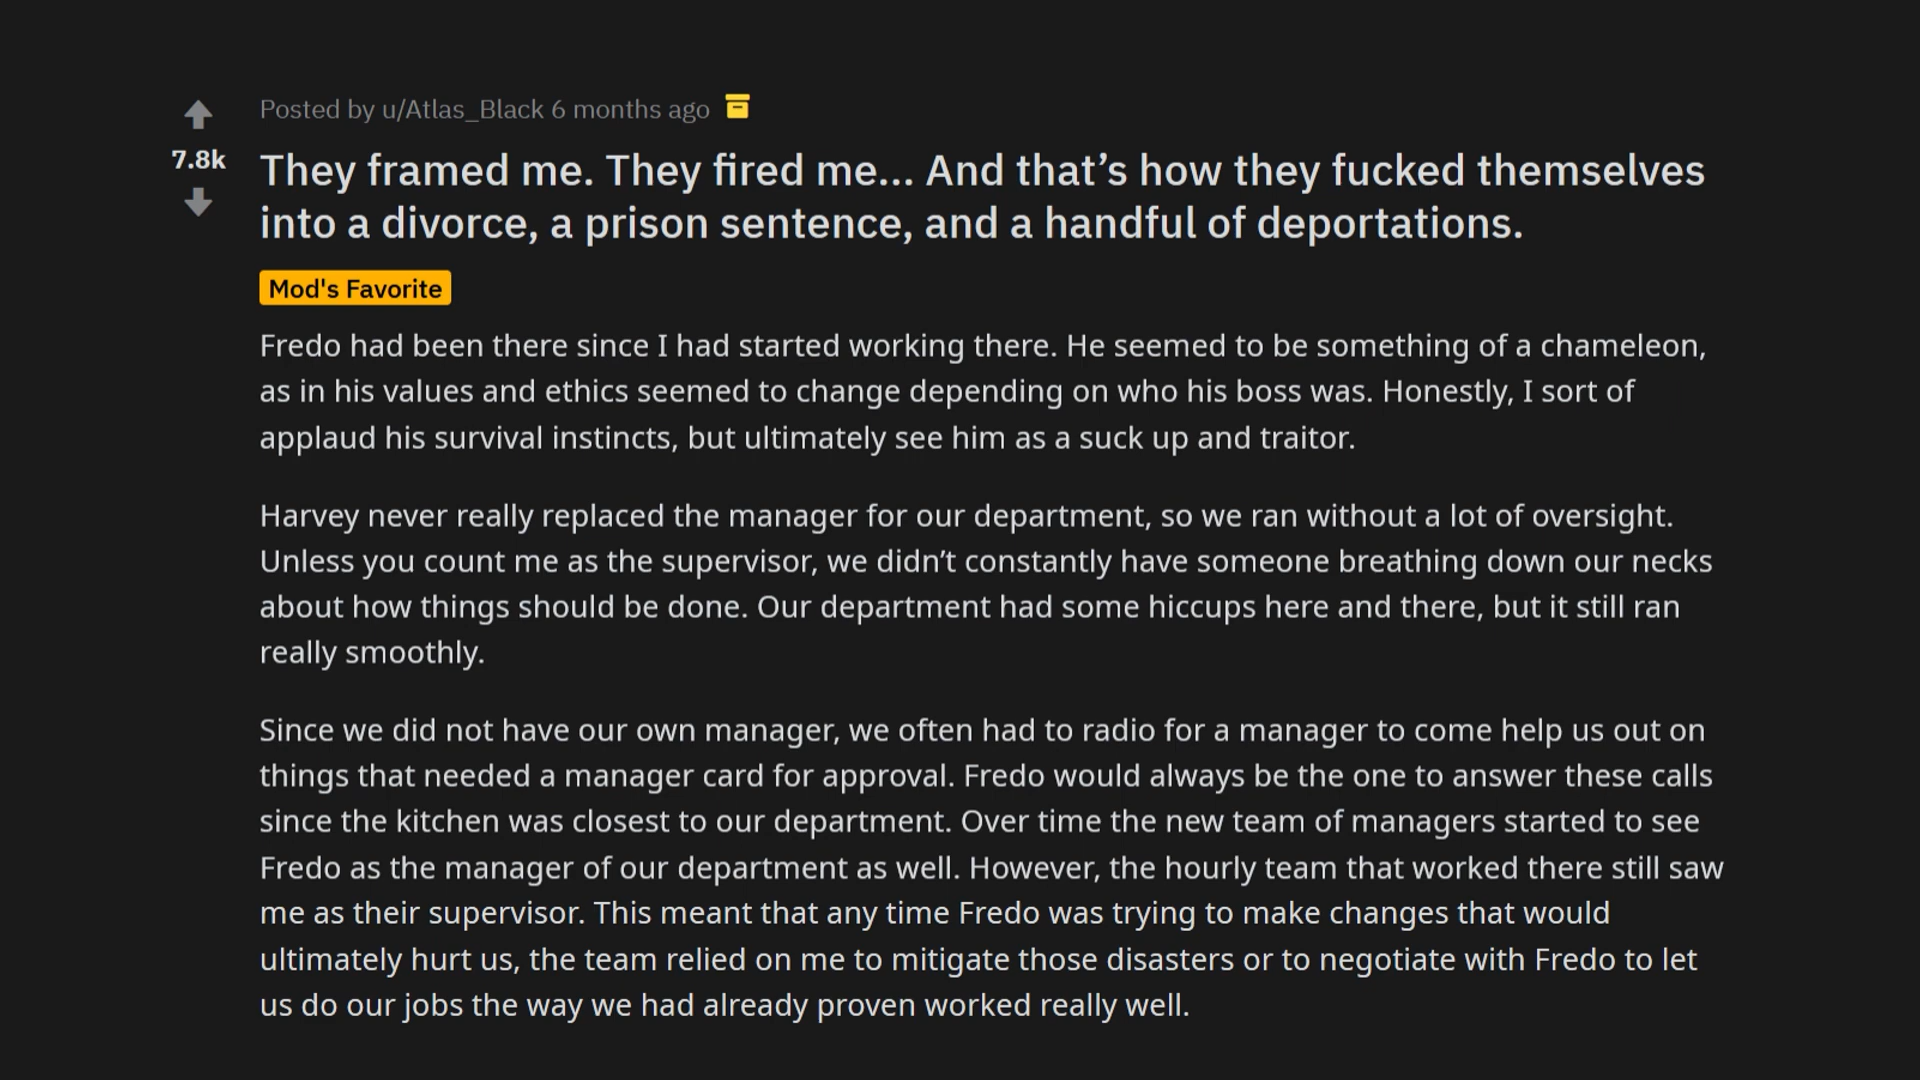 Posted by u/Atlas_Black 6 months ago
7.8k
They framed me. They fired me... And that’s how they fucked themselves
into a divorce, a prison sentence, and a handful of deportations.
Mod's Favorite
Fredo had been there since I had started working there. He seemed to be something of a chameleon,
as in his values and ethics seemed to change depending on who his boss was. Honestly, I sort of
applaud his survival instincts, but ultimately see him as a suck up and traitor.
Harvey never really replaced the manager for our department, so we ran without a lot of oversight.
Unless you count me as the supervisor, we didn’t constantly have someone breathing down our necks
about how things should be done. Our department had some hiccups here and there, but it still ran
really smoothly.
Since we did not have our own manager, we often had to radio for a manager to come help us out on
things that needed a manager card for approval. Fredo would always be the one to answer these calls
since the kitchen was closest to our department. Over time the new team of managers started to see
Fredo as the manager of our department as well. However, the hourly team that worked there still saw
me as their supervisor. This meant that any time Fredo was trying to make changes that would
ultimately hurt us, the team relied on me to mitigate those disasters or to negotiate with Fredo to let
us do our jobs the way we had already proven worked really well.